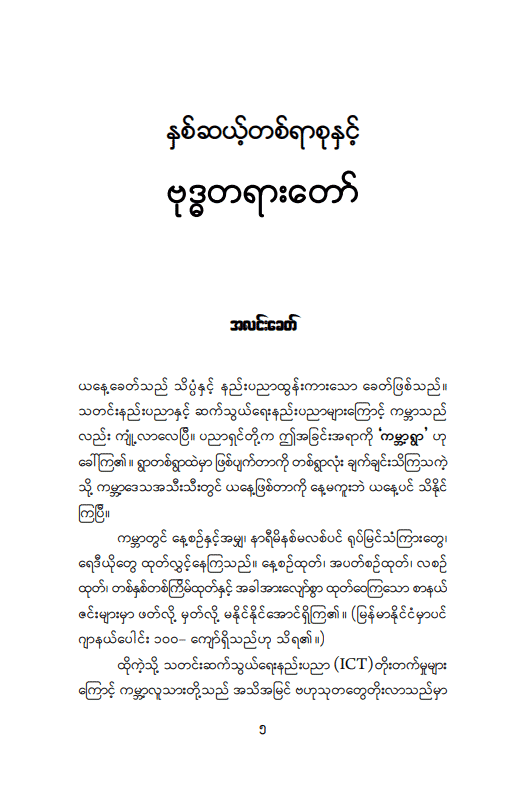 နှစ်ဆယ့်တစ်ရာစုနှင့်
ဗုဒ္ဓတရားတော်
အလင်းခေတ်
ယနေ့ခေတ်သည် သိပ္ပံနှင့် နည်းပညာထွန်းကားသော ခေတ်ဖြစ်သည်။
သတင်းနည်းပညာနှင့် ဆက်သွယ်ရေးနည်းပညာများကြောင့် ကမ္ဘာသည်
လည်း ကျုံ့လာလေပြီ။ ပညာရှင်တို့က ဤအခြင်းအရာကို ‘ကမ္ဘာ့ရွာ’ ဟု
ခေါ်ကြ၏။ ရွာတစ်ရွာထဲမှာ ဖြစ်ပျက်တာကို တစ်ရွာလုံး ချက်ချင်းသိကြသကဲ့
သို့ ကမ္ဘာ့ဒေသအသီးသီးတွင် ယနေ့ဖြစ်တာကို နေ့မကူးဘဲ ယနေ့ပင် သိနိုင်
ကြပြီ။
ကမ္ဘာတွင် နေ့စဉ်နှင့်အမျှ၊ နာရီမိနစ်မလစ်ပင် ရုပ်မြင်သံကြားတွေ၊
ရေဒီယိုတွေ ထုတ်လွှင့်နေကြသည်။ နေ့စဉ်ထုတ်၊ အပတ်စဉ်ထုတ်၊ လစဉ်
ထုတ်၊ တစ်နှစ်တစ်ကြိမ်ထုတ်နှင့် အခါအားလျော်စွာ ထုတ်ဝေကြသော စာနယ်
ဇင်းများမှာ ဖတ်လို့ မှတ်လို့ မနိုင်နိုင်အောင်ရှိကြ၏။ (မြန်မာနိုင်ငံမှာပင်
ဂျာနယ်ပေါင်း ၁၀၀– ကျော်ရှိသည်ဟု သိရ၏။)
ထိုကဲ့သို့ သတင်းဆက်သွယ်ရေးနည်းပညာ (ICT) တိုးတက်မှုများ
ကြောင့် ကမ္ဘာ့လူသားတို့သည် အသိအမြင် ဗဟုသုတတွေတိုးလာသည်မှာ
၅